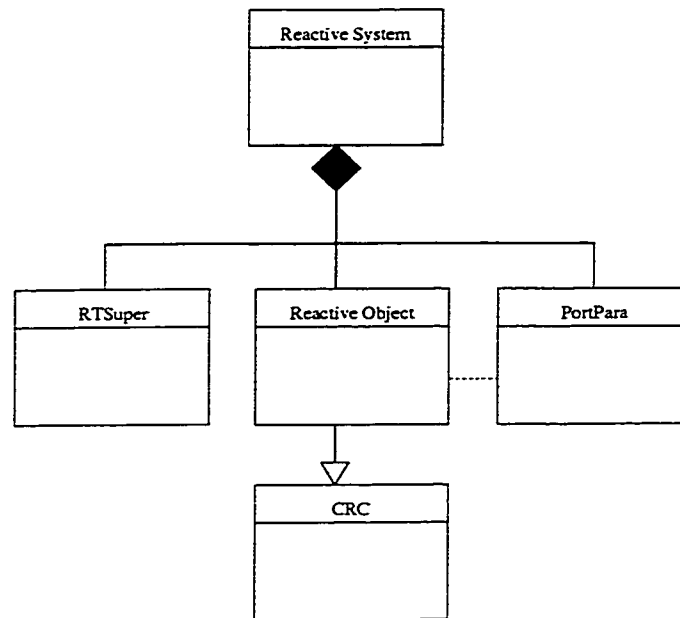 Reactive System
RTSuper
Reactive Object
PortPara
CRC